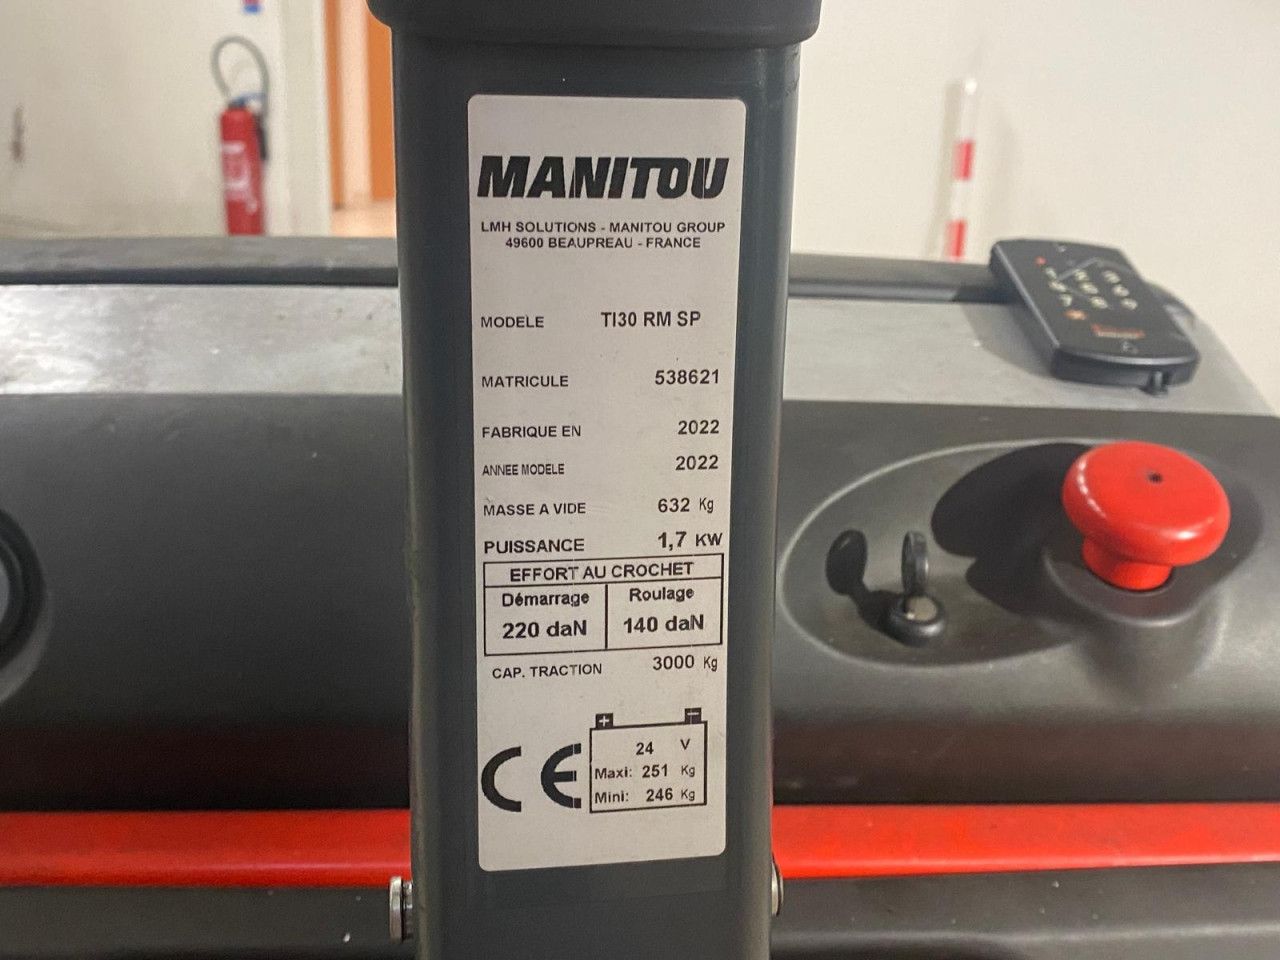 MANITOU
LMH SOLUTIONS - MANITOU GROUP
49600 BEAUPREAU - FRANCE
MODELE TI30 RM SP
MATRICULE 538621
FABRIQUE EN 2022
ANNEE MODELE 2022
MASSE A VIDE 632 Kg
PUISSANCE 1,7 KW
EFFORT AU CROCHET
Démarrage Roulage
220 daN 140 daN
CAP. TRACTION 3000 Kg
+ −
24 V
CE Maxi: 251 Kg
Mini: 246 Kg